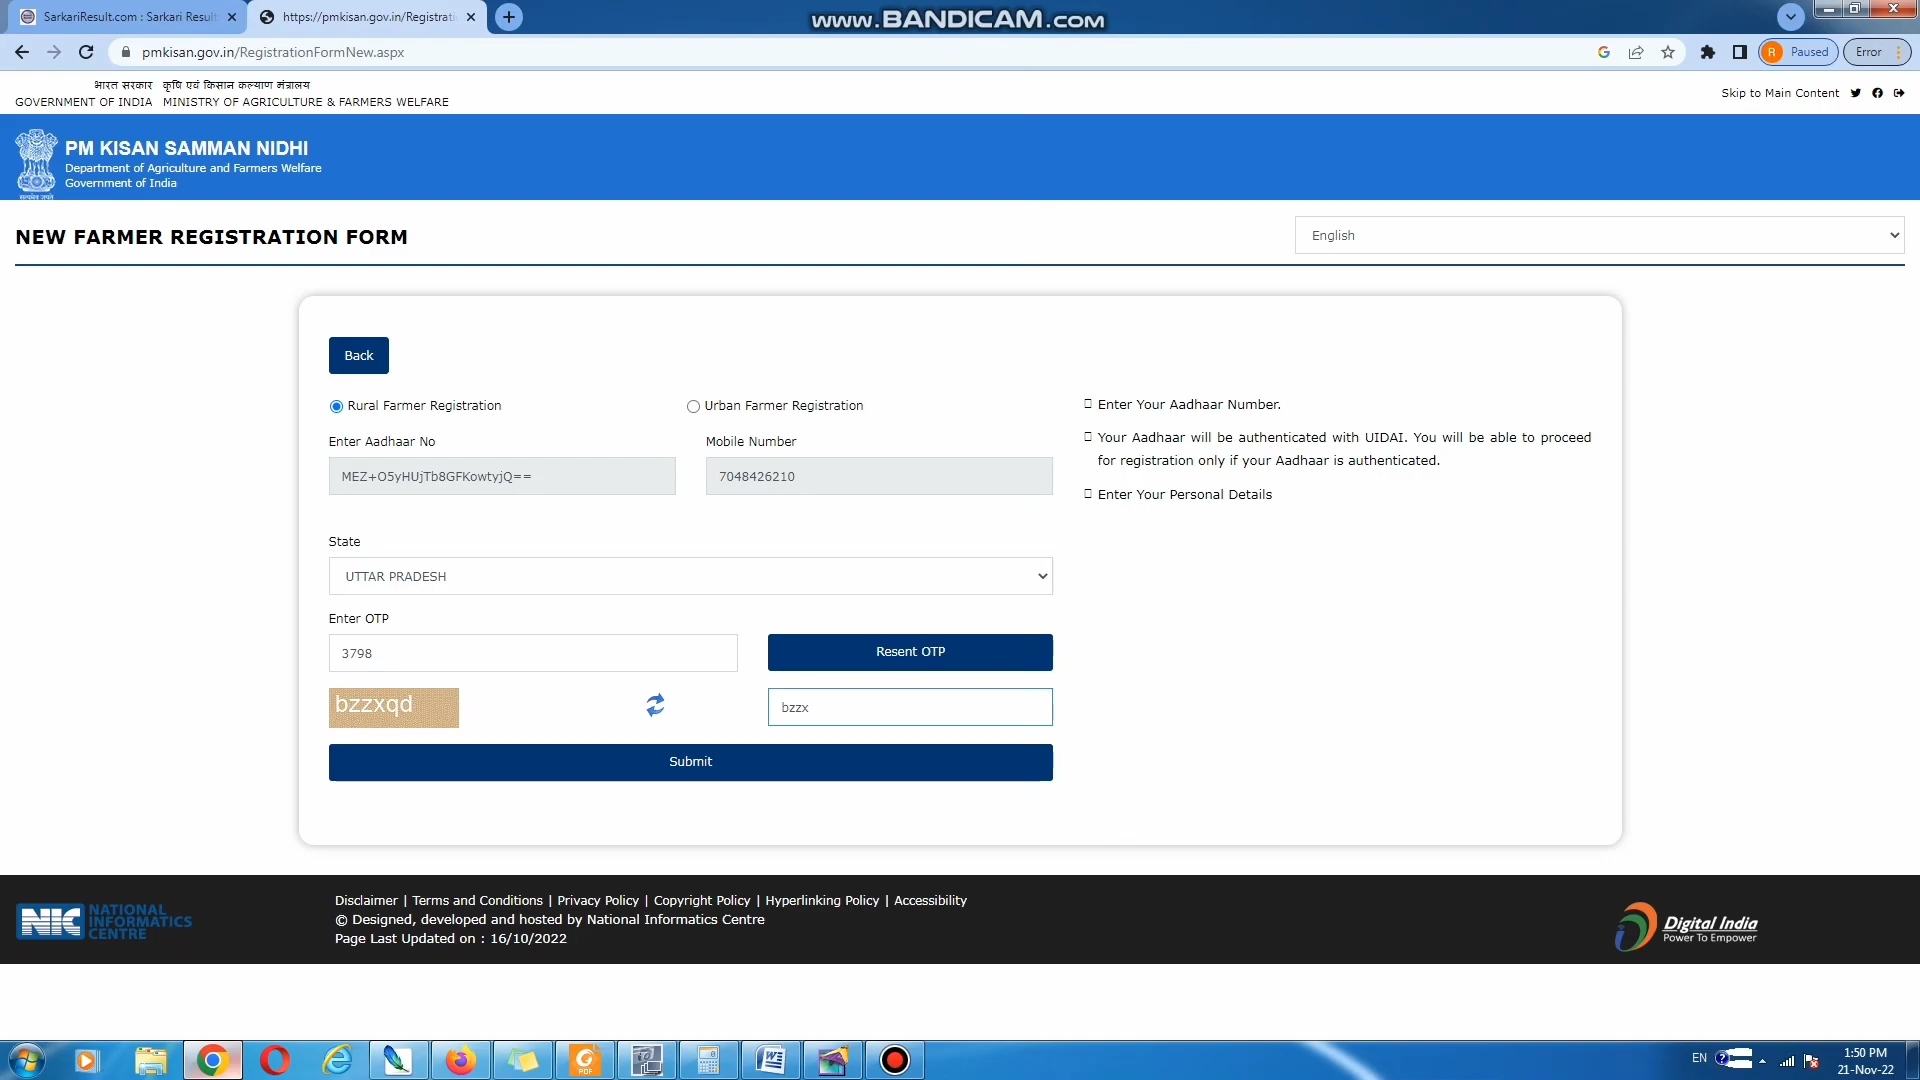 SarkariResult.com : Sarkari Result
https://pmkisan.gov.in/Registrati
www.BANDICAM.com
pmkisan.gov.in/RegistrationFormNew.aspx
R Paused
Error
भारत सरकार कृषि एवं किसान कल्याण मंत्रालय
GOVERNMENT OF INDIA MINISTRY OF AGRICULTURE & FARMERS WELFARE
Skip to Main Content
PM KISAN SAMMAN NIDHI
Department of Agriculture and Farmers Welfare
Government of India
सत्यमेव जयते
NEW FARMER REGISTRATION FORM
English
Back
Rural Farmer Registration
Urban Farmer Registration
Enter Aadhaar No
Mobile Number
MEZ+O5yHUjTb8GFKowtyjQ==
7048426210
Enter Your Aadhaar Number.
Your Aadhaar will be authenticated with UIDAI. You will be able to proceed
for registration only if your Aadhaar is authenticated.
Enter Your Personal Details
State
UTTAR PRADESH
Enter OTP
3798
Resent OTP
bzzxqd
bzzx
Submit
NIC NATIONAL
INFORMATICS
CENTRE
Disclaimer | Terms and Conditions | Privacy Policy | Copyright Policy | Hyperlinking Policy | Accessibility
© Designed, developed and hosted by National Informatics Centre
Page Last Updated on : 16/10/2022
Digital India
Power To Empower
PDF
EN
1:50 PM
21-Nov-22